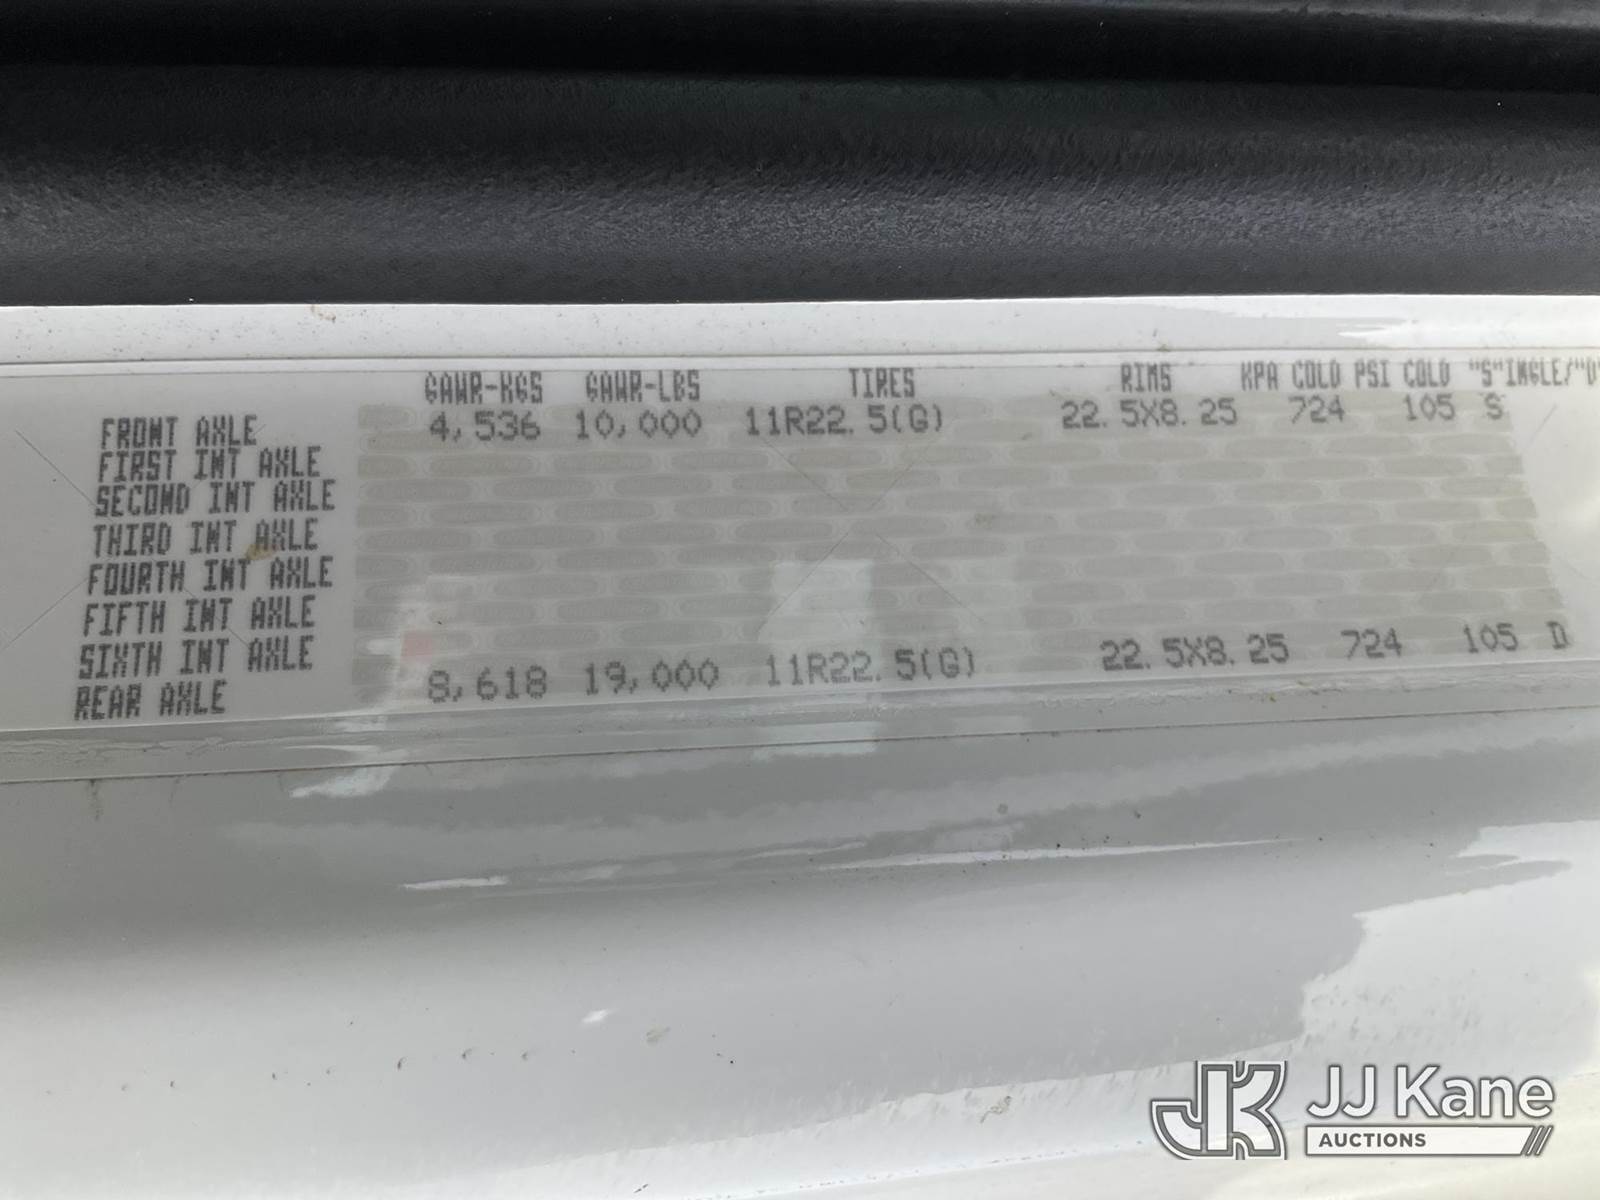 GAWR-KGS GAWR-LBS TIRES RIMS KPA COLD PSI COLD "S"INGLE/"D"
FRONT AXLE 4,536 10,000 11R22.5(G) 22.5X8.25 724 105 S
FIRST INT AXLE
SECOND INT AXLE
THIRD INT AXLE
FOURTH INT AXLE
FIFTH INT AXLE
SIXTH INT AXLE
REAR AXLE 8,618 19,000 11R22.5(G) 22.5X8.25 724 105 D
JK JJ Kane
AUCTIONS